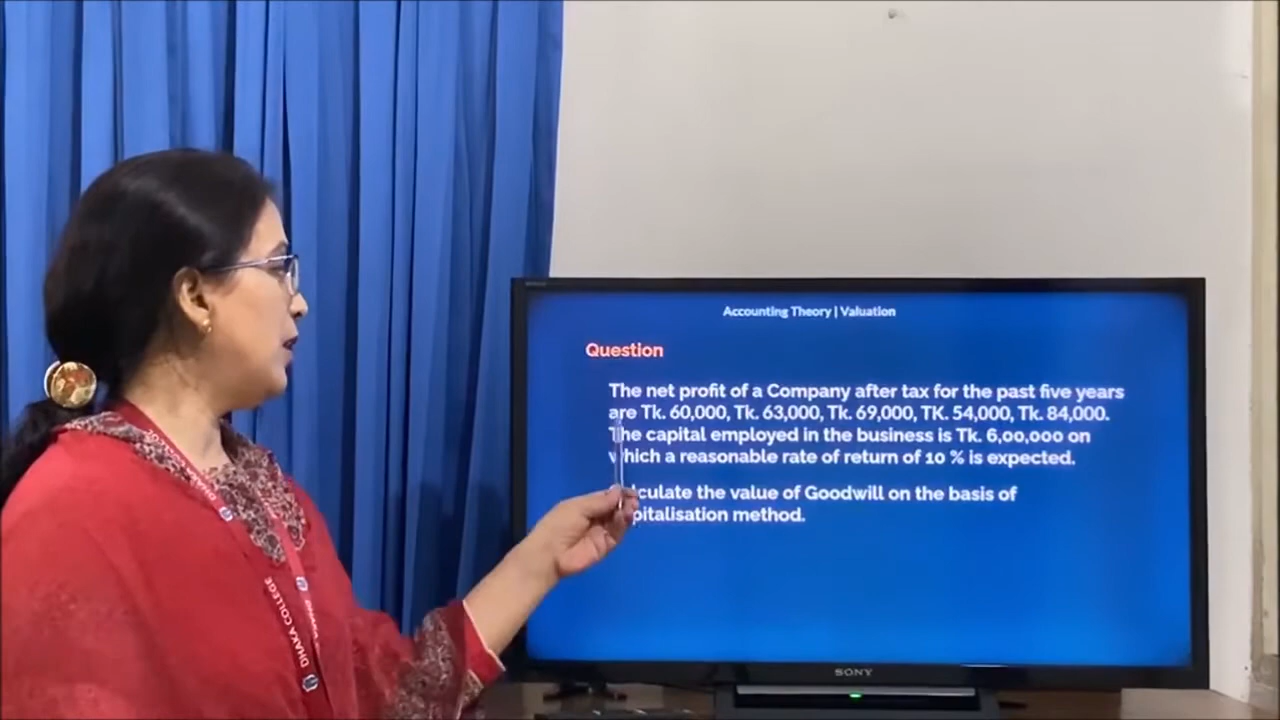 Accounting Theory | Valuation
Question
The net profit of a Company after tax for the past five years
are Tk. 60,000, Tk. 63,000, Tk. 69,000, TK. 54,000, Tk. 84,000.
The capital employed in the business is Tk. 6,00,000 on
which a reasonable rate of return of 10 % is expected.
lculate the value of Goodwill on the basis of
pitalisation method.
SONY
DHAKA COLLEGE